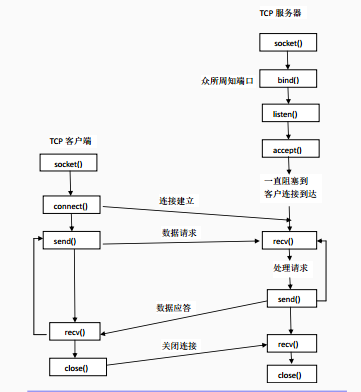 TCP 服务器
socket()
众所周知端口
bind()
listen()
TCP 客户端
accept()
socket()
一直阻塞到
客户连接到达
connect()
连接建立
send()
数据请求
recv()
处理请求
send()
数据应答
recv()
关闭连接
recv()
close()
close()